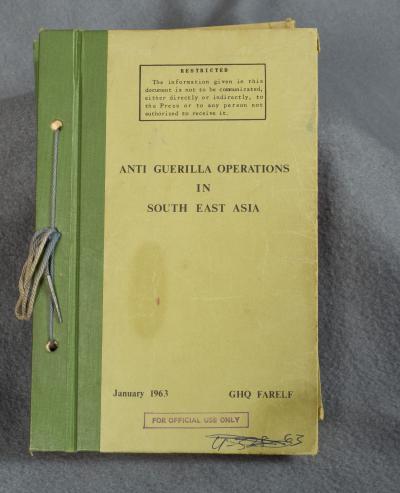 RESTRICTED
The information given in this
document is not to be communicated,
either directly or indirectly, to
the Press or to any person not
authorized to receive it.
ANTI GUERILLA OPERATIONS
IN
SOUTH EAST ASIA
January 1963 GHQ FARELF
FOR OFFICIAL USE ONLY